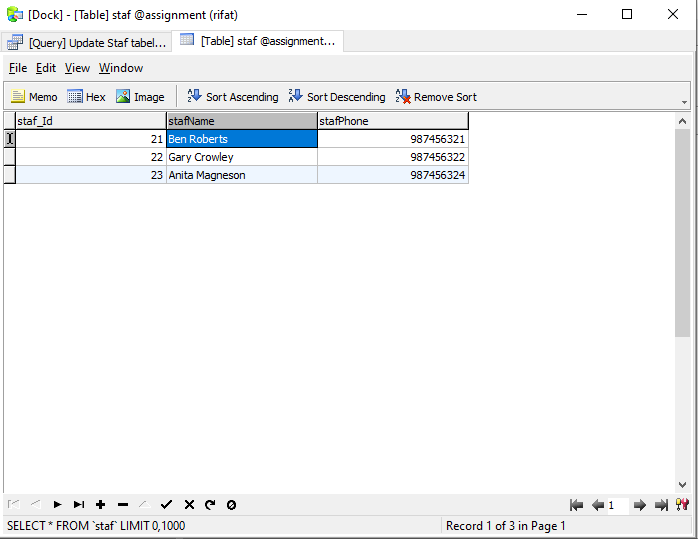 [Dock] - [Table] staf @assignment (rifat)
[Query] Update Staf tabel... [Table] staf @assignment...
File Edit View Window
Memo Hex Image Sort Ascending Sort Descending Remove Sort
staf_Id stafName stafPhone
21 Ben Roberts 987456321
22 Gary Crowley 987456322
23 Anita Magneson 987456324
1
SELECT * FROM `staf` LIMIT 0,1000 Record 1 of 3 in Page 1